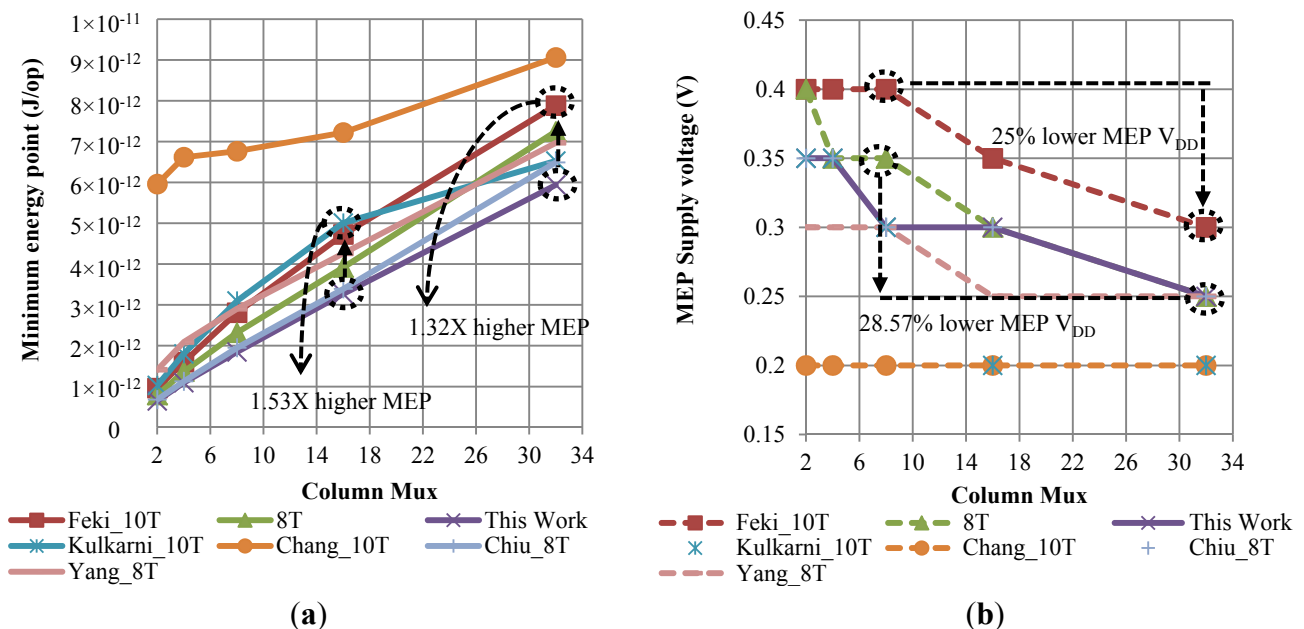 1×10⁻¹¹
9×10⁻¹²
8×10⁻¹²
7×10⁻¹²
6×10⁻¹²
5×10⁻¹²
4×10⁻¹²
3×10⁻¹²
2×10⁻¹²
1×10⁻¹²
0
Minimum energy point (J/op)
1.32X higher MEP
1.53X higher MEP
2 6 10 14 18 22 26 30 34
Column Mux
Feki_10T 8T This Work
Kulkarni_10T Chang_10T Chiu_8T
Yang_8T
(a)
0.45
0.4
0.35
0.3
0.25
0.2
0.15
MEP Supply voltage (V)
25% lower MEP V_DD
28.57% lower MEP V_DD
2 6 10 14 18 22 26 30 34
Column Mux
Feki_10T 8T This Work
Kulkarni_10T Chang_10T Chiu_8T
Yang_8T
(b)